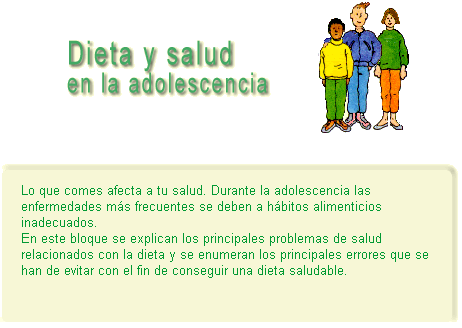 Dieta y salud
en la adolescencia
Lo que comes afecta a tu salud. Durante la adolescencia las
enfermedades más frecuentes se deben a hábitos alimenticios
inadecuados.
En este bloque se explican los principales problemas de salud
relacionados con la dieta y se enumeran los principales errores que se
han de evitar con el fin de conseguir una dieta saludable.